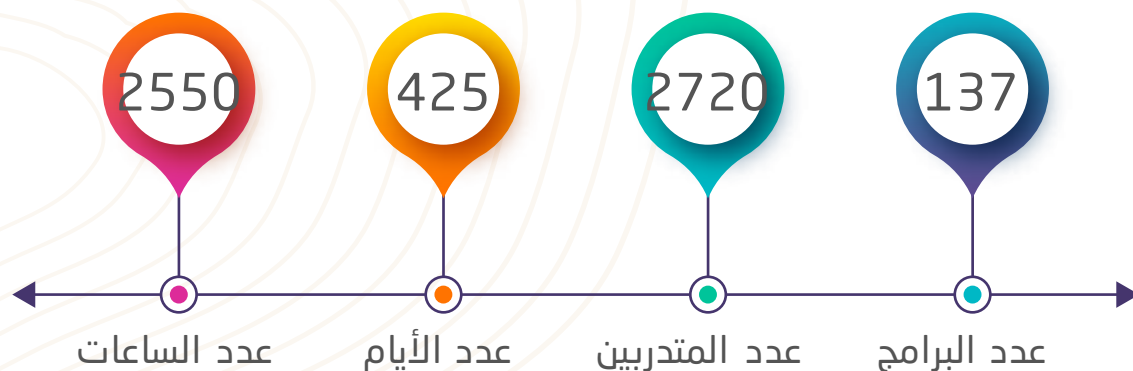 137
2720
425
2550
عدد البرامج
عدد المتدربين
عدد الأيام
عدد الساعات